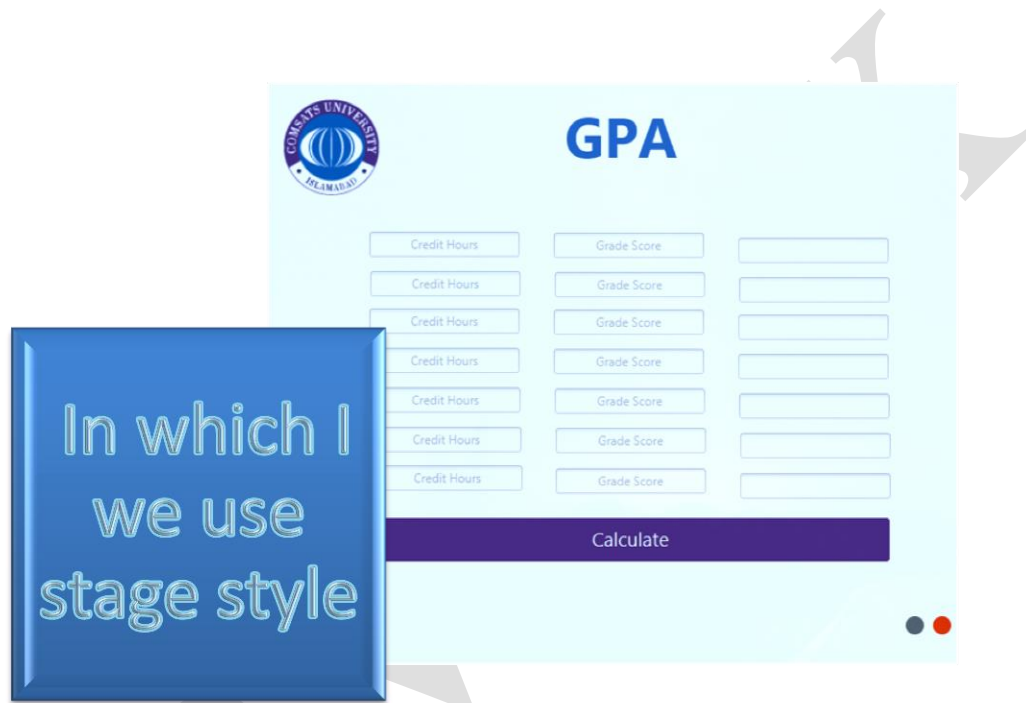 COMSATS UNIVERSITY
ISLAMABAD
GPA
Credit Hours Grade Score
Credit Hours Grade Score
Credit Hours Grade Score
Credit Hours Grade Score
Credit Hours Grade Score
Credit Hours Grade Score
Credit Hours Grade Score
Calculate
In which I
we use
stage style